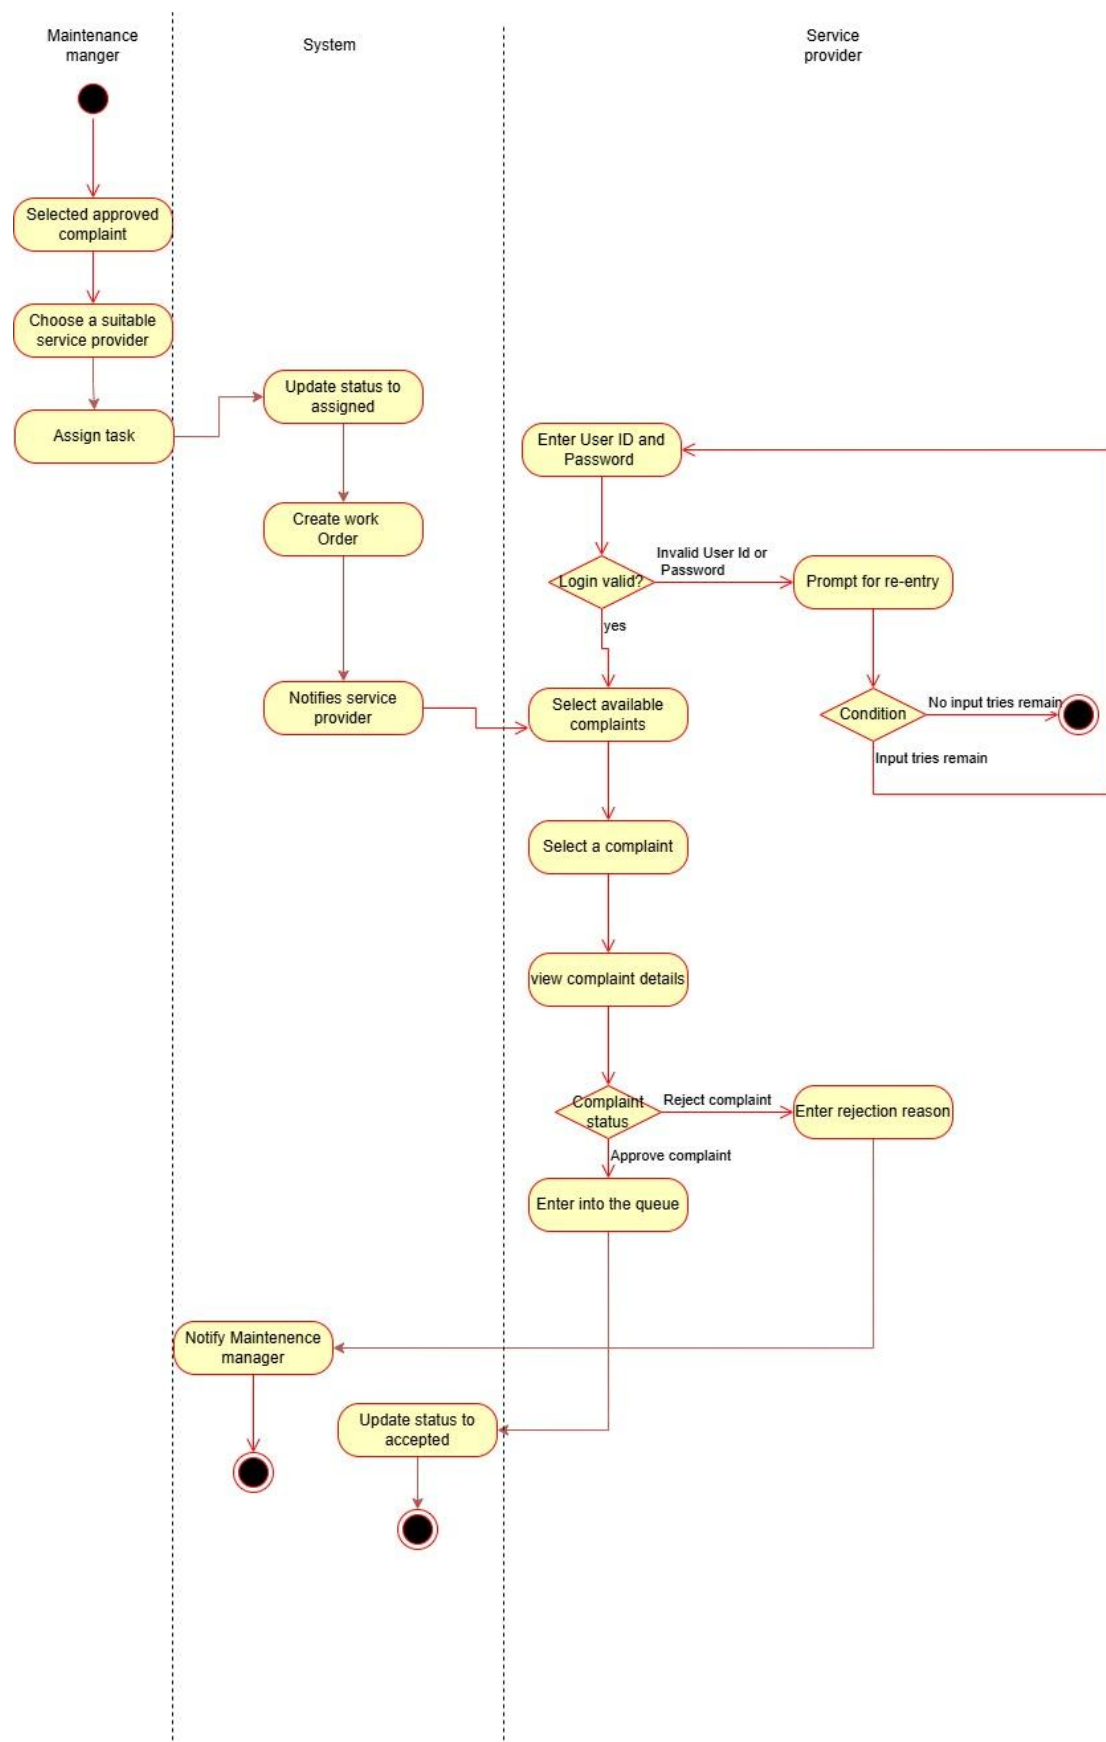 Maintenance
manger
System
Service
provider
Selected approved
complaint
Choose a suitable
service provider
Assign task
Update status to
assigned
Create work
Order
Notifies service
provider
Enter User ID and
Password
Login valid?
Invalid User Id or
Password
Prompt for re-entry
yes
Condition
No input tries remain
Input tries remain
Select available
complaints
Select a complaint
view complaint details
Complaint
status
Reject complaint
Enter rejection reason
Approve complaint
Enter into the queue
Notify Maintenence
manager
Update status to
accepted